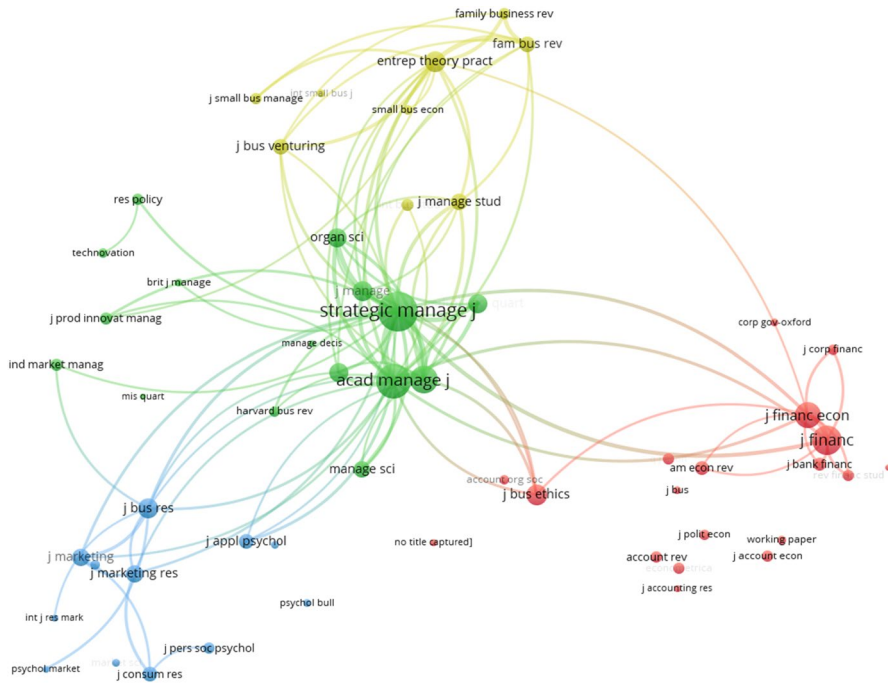 family business rev
fam bus rev
entrep theory pract
int small bus j
j small bus manage
small bus econ
j bus venturing
res policy
j manage stud
organ sci
technovation
brit j manage
j manage
quart
strategic manage j
j prod innovat manag
corp gov-oxford
manage decis
j corp financ
ind market manag
acad manage j
mis quart
harvard bus rev
j financ econ
j financ
manage sci
am econ rev
j bank financ
rev financ stud
account org soc
j bus ethics
j bus
j bus res
j polit econ
j appl psychol
no title captured]
working paper
j marketing
account rev
j account econ
j marketing res
j accounting res
psychol bull
int j res mark
j pers soc psychol
psychol market
j consum res